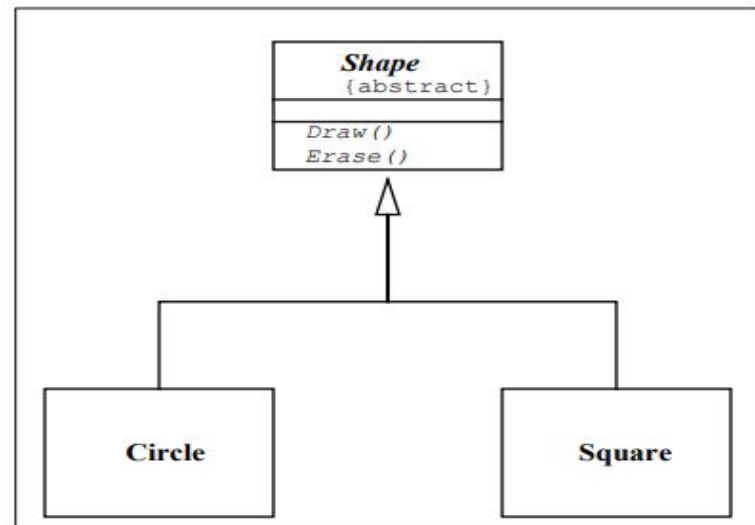 Shape
{abstract}
Draw()
Erase()
Circle
Square